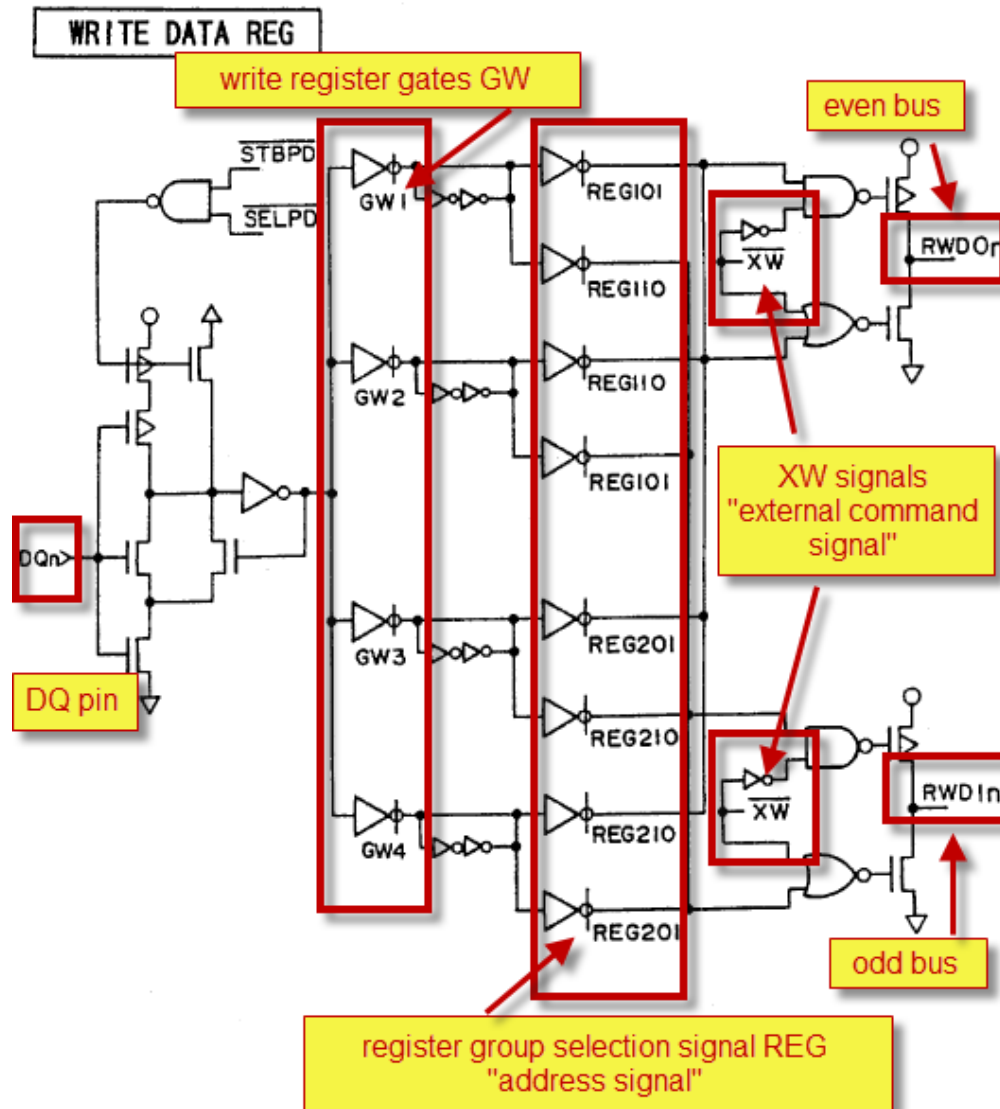 WRITE DATA REG
write register gates GW
even bus
STBPD
SELPD
GW1
REG101
XW
RWD0n
REG110
GW2
REG110
REG101
XW signals
"external command
signal"
DQn
GW3
REG201
DQ pin
REG210
XW
RWD1n
GW4
REG210
REG201
odd bus
register group selection signal REG
"address signal"